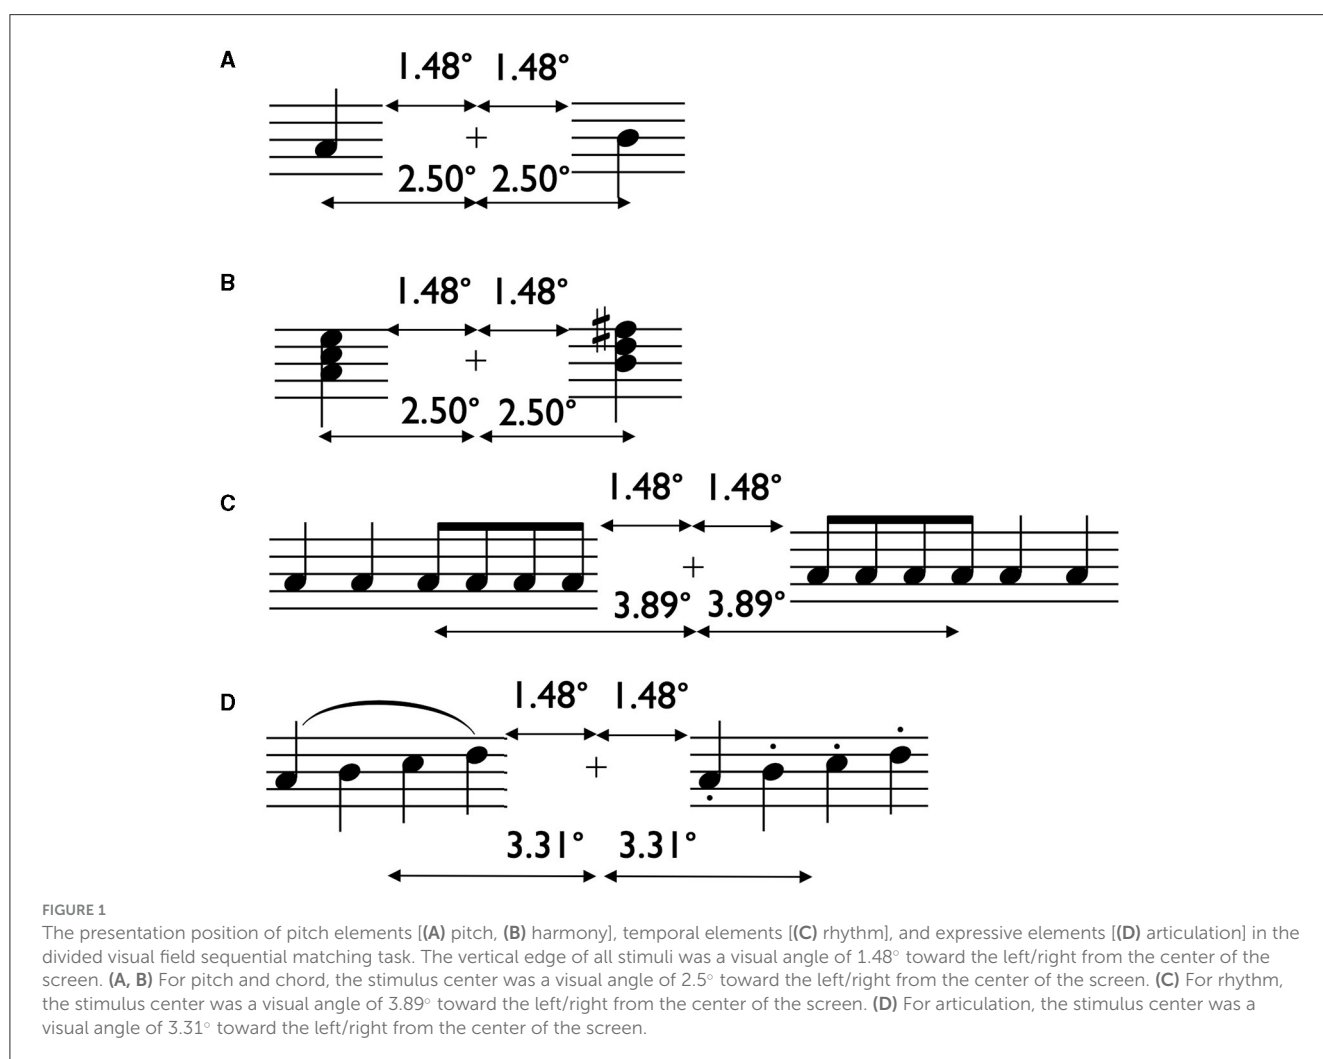 A
1.48° 1.48°
2.50° 2.50°
B
1.48° 1.48°
2.50° 2.50°
C
1.48° 1.48°
3.89° 3.89°
D
1.48° 1.48°
3.31° 3.31°
FIGURE 1
The presentation position of pitch elements [(A) pitch, (B) harmony], temporal elements [(C) rhythm], and expressive elements [(D) articulation] in the
divided visual field sequential matching task. The vertical edge of all stimuli was a visual angle of 1.48° toward the left/right from the center of the
screen. (A, B) For pitch and chord, the stimulus center was a visual angle of 2.5° toward the left/right from the center of the screen. (C) For rhythm,
the stimulus center was a visual angle of 3.89° toward the left/right from the center of the screen. (D) For articulation, the stimulus center was a
visual angle of 3.31° toward the left/right from the center of the screen.